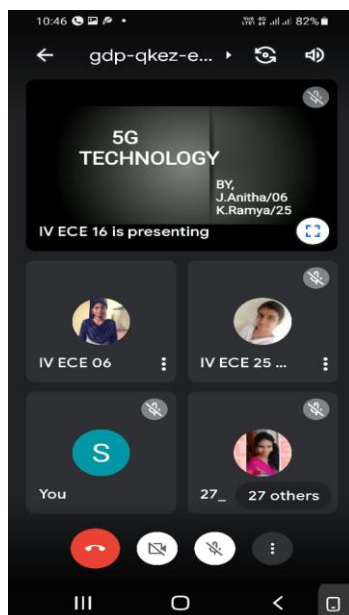 10:46
82%
gdp-qkez-e...
5G
TECHNOLOGY
BY,
J.Anitha/06
K.Ramya/25
IV ECE 16 is presenting
IV ECE 06
IV ECE 25 ...
S
You
27_
27 others